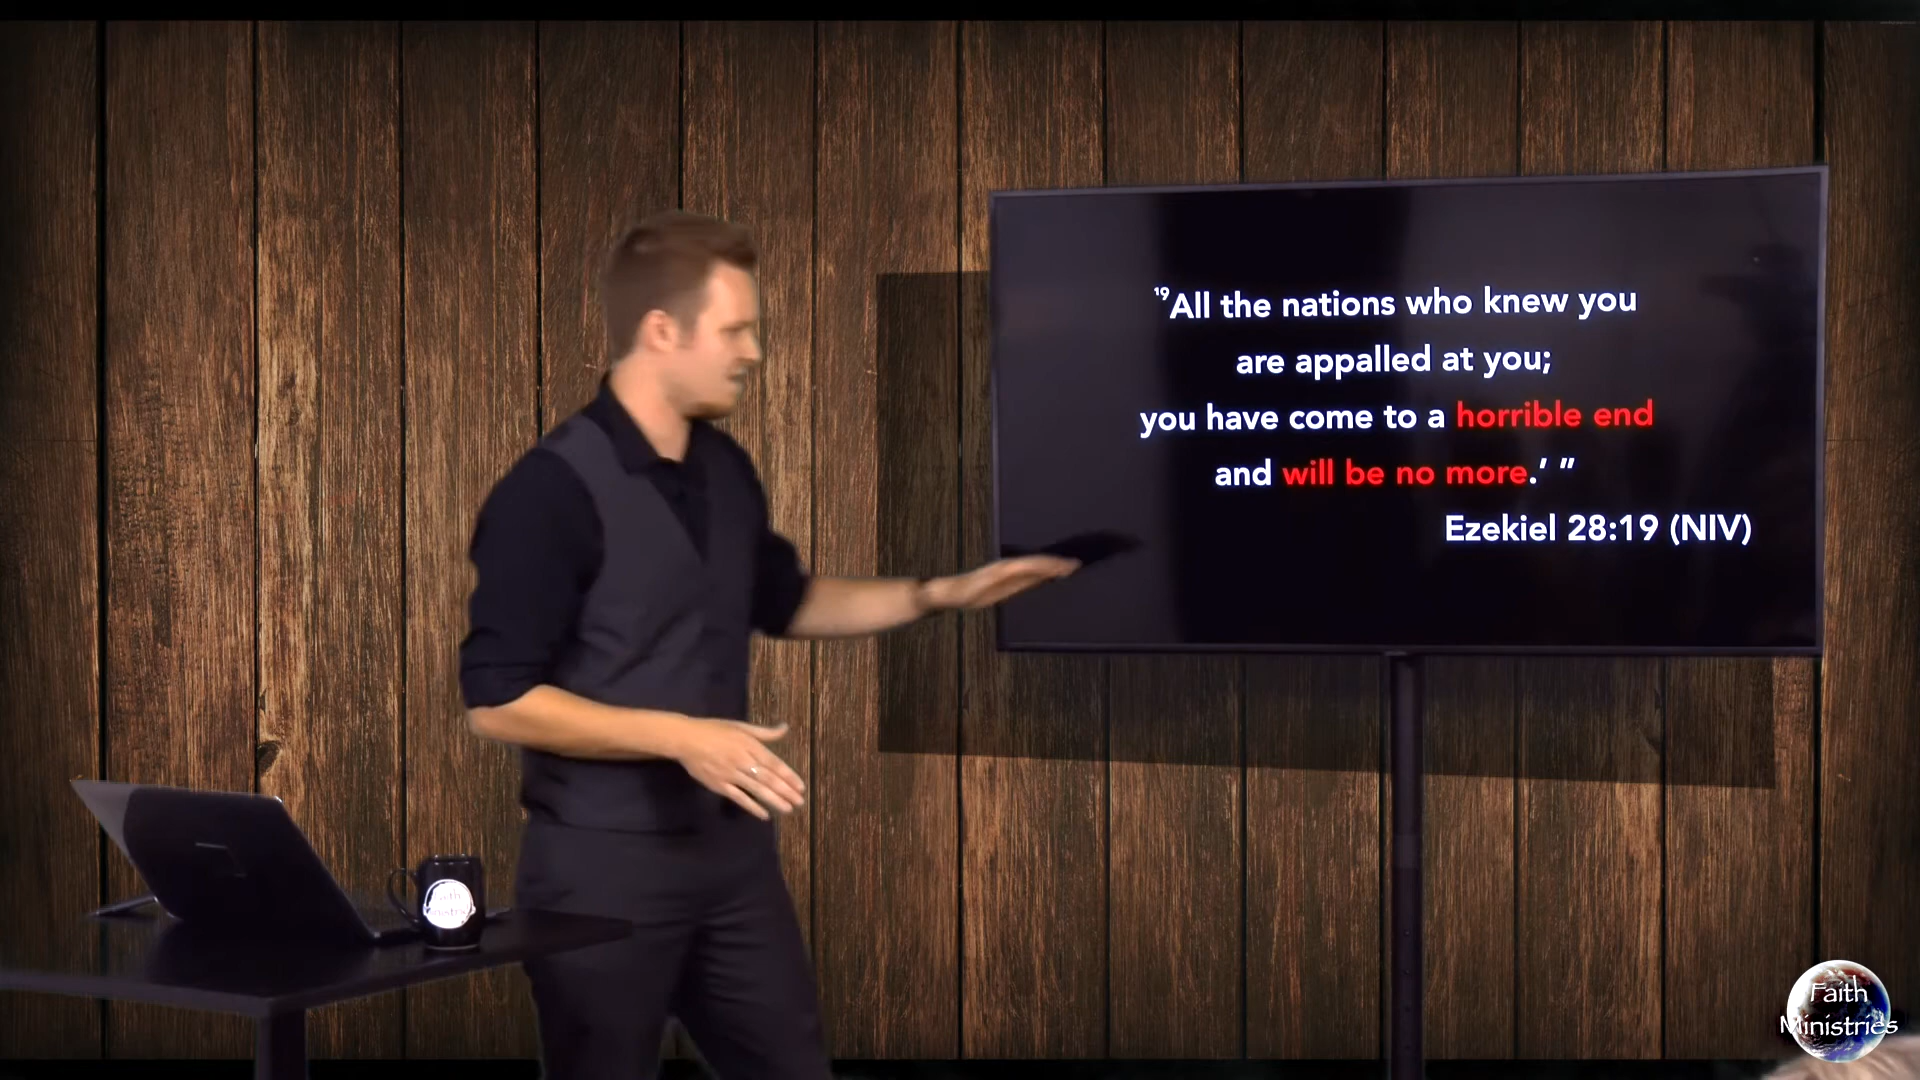 ¹⁹All the nations who knew you
are appalled at you;
you have come to a horrible end
and will be no more.’ ”
Ezekiel 28:19 (NIV)
Faith
Ministries